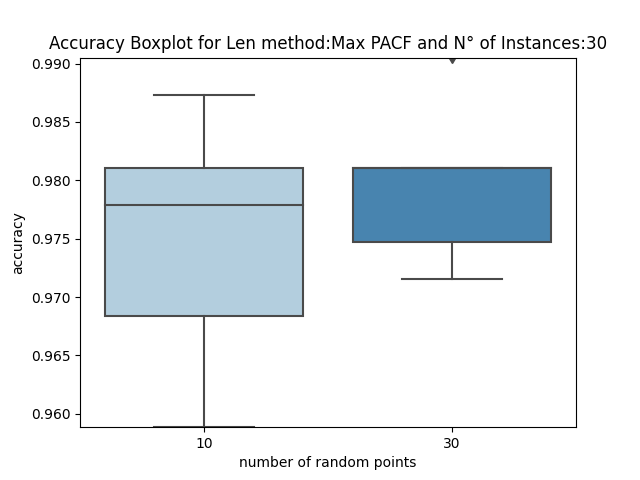 Accuracy Boxplot for Len method:Max PACF and N° of Instances:30
0.990
0.985
0.980
0.975
0.970
0.965
0.960
accuracy
10 30
number of random points